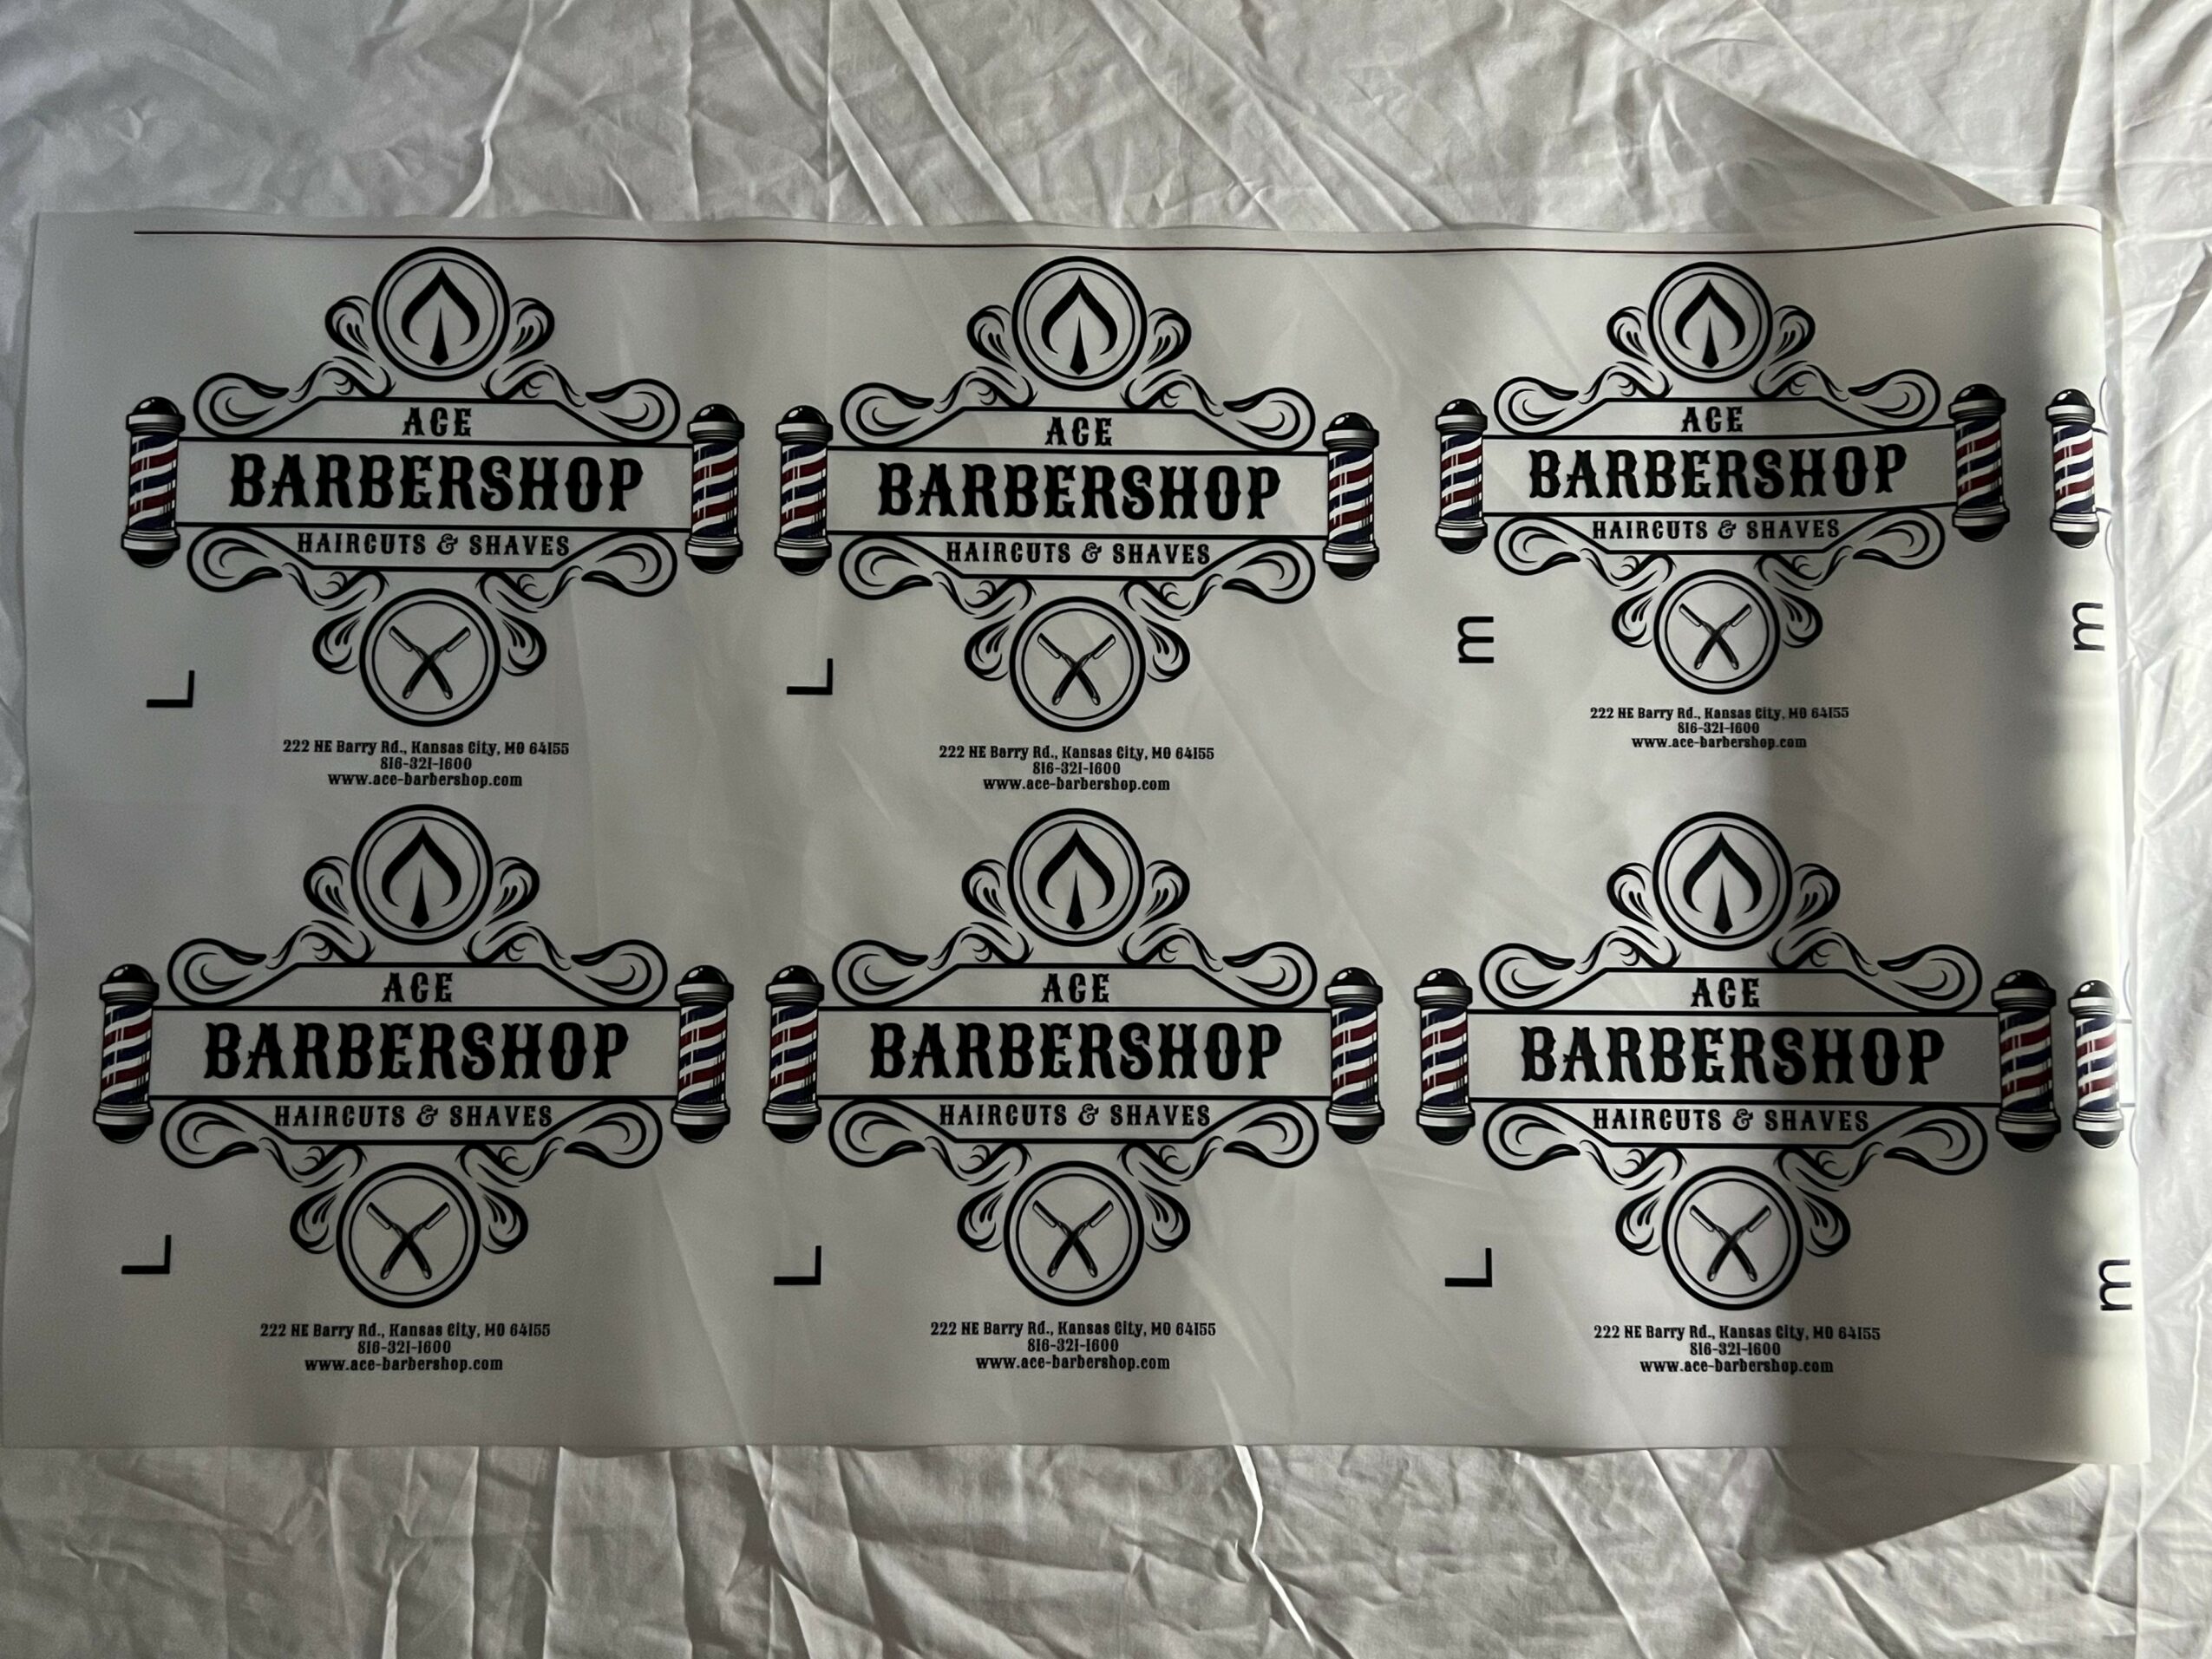 ACE
BARBERSHOP
HAIRCUTS & SHAVES
L
222 NE Barry Rd., Kansas City, MO 64155
816-321-1600
www.ace-barbershop.com
ACE
BARBERSHOP
HAIRCUTS & SHAVES
L
222 NE Barry Rd., Kansas City, MO 64155
816-321-1600
www.ace-barbershop.com
ACE
BARBERSHOP
HAIRCUTS & SHAVES
m
222 NE Barry Rd., Kansas City, MO 64155
816-321-1600
www.ace-barbershop.com
m
ACE
BARBERSHOP
HAIRCUTS & SHAVES
L
222 NE Barry Rd., Kansas City, MO 64155
816-321-1600
www.ace-barbershop.com
ACE
BARBERSHOP
HAIRCUTS & SHAVES
L
222 NE Barry Rd., Kansas City, MO 64155
816-321-1600
www.ace-barbershop.com
ACE
BARBERSHOP
HAIRCUTS & SHAVES
L
222 NE Barry Rd., Kansas City, MO 64155
816-321-1600
www.ace-barbershop.com
m